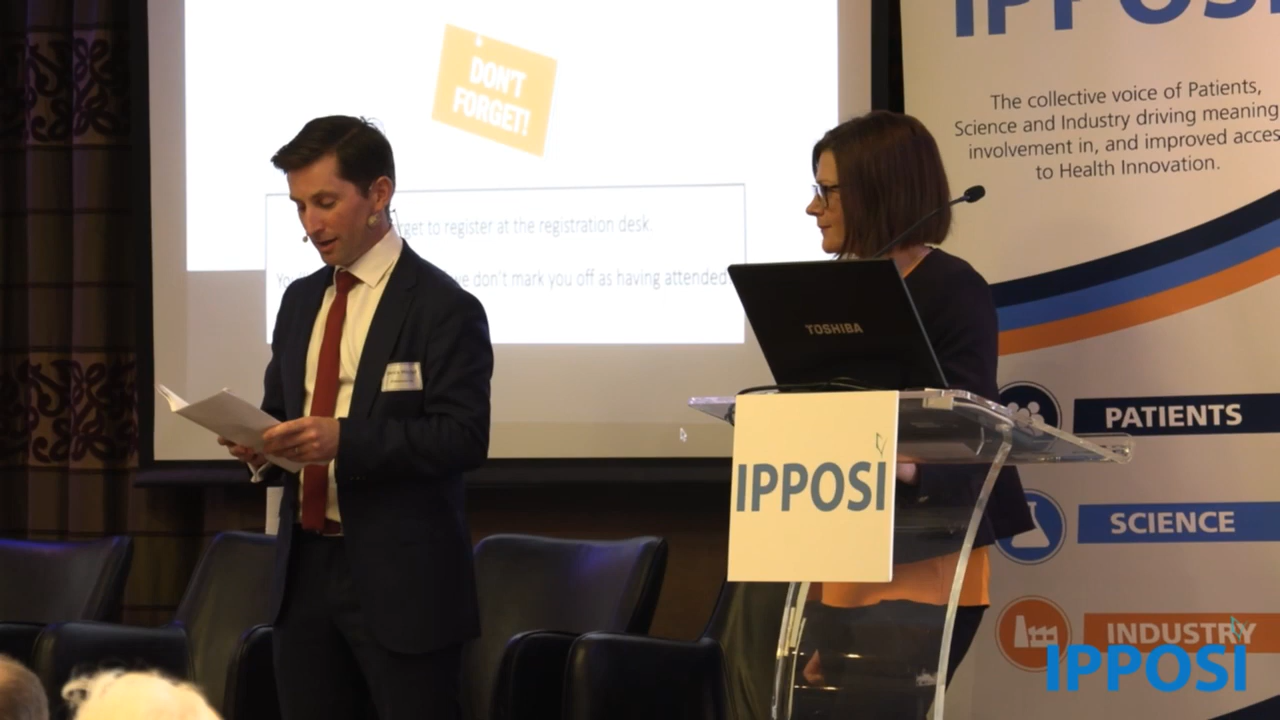 DON'T
FORGET!
get to register at the registration desk.
we don't mark you off as having attended
TOSHIBA
IPPOSI
The collective voice of Patients,
Science and Industry driving meaning
involvement in, and improved acces
to Health Innovation.
PATIENTS
SCIENCE
INDUSTRY
IPPOSI